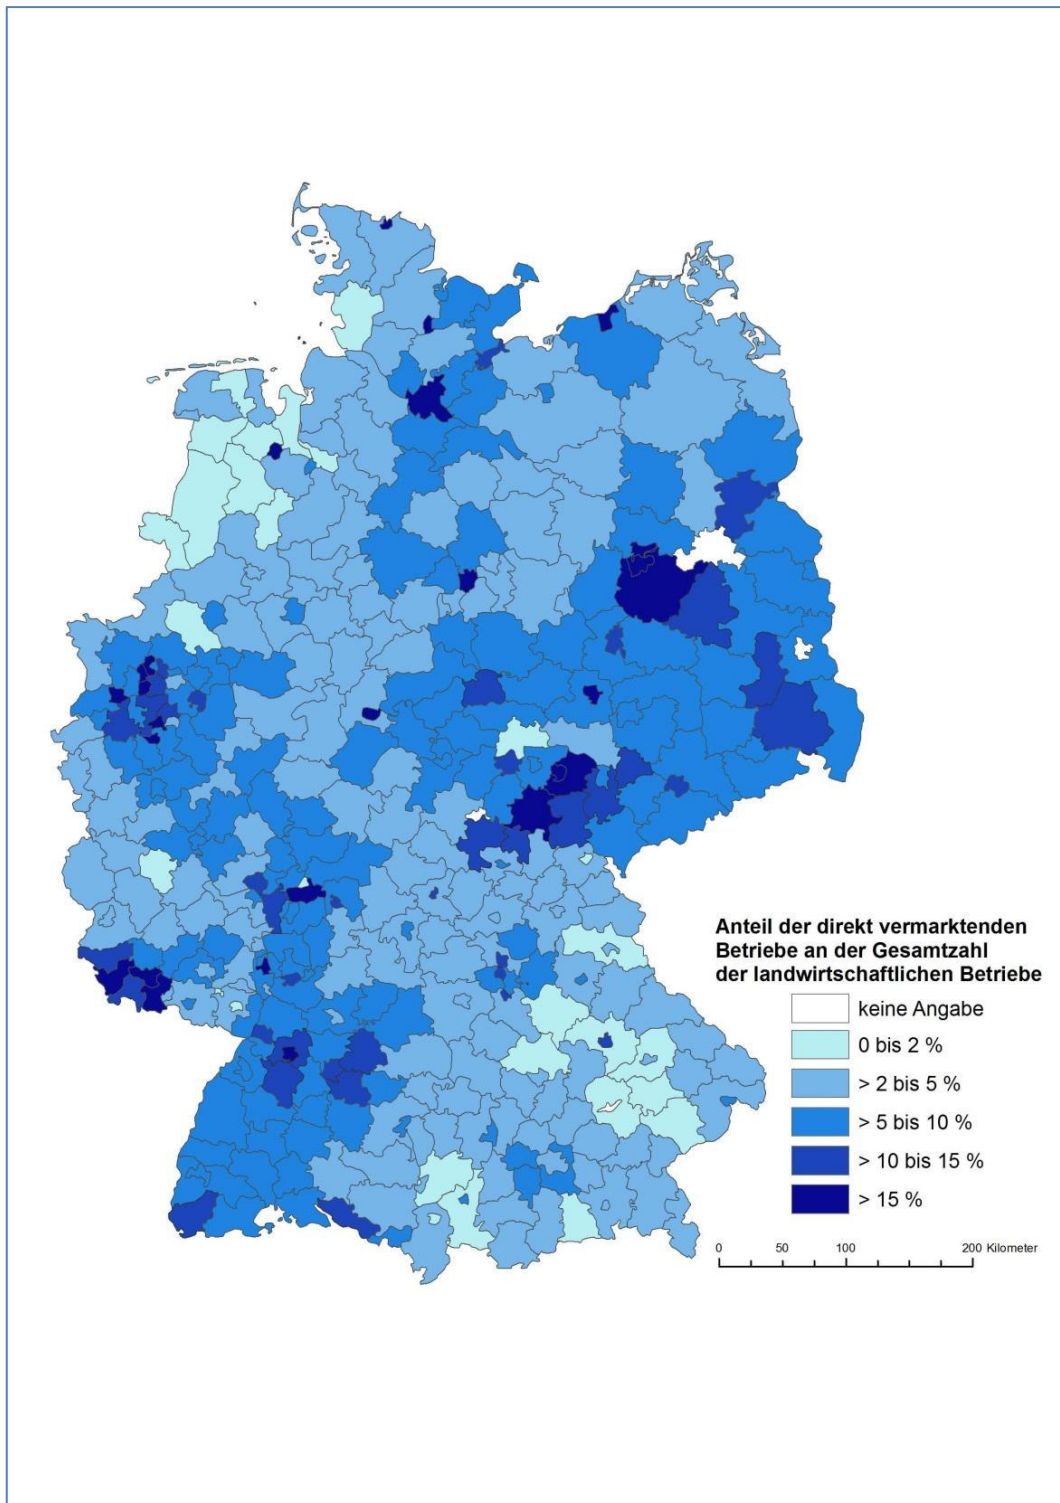 Anteil der direkt vermarktenden
Betriebe an der Gesamtzahl
der landwirtschaftlichen Betriebe
keine Angabe
0 bis 2 %
> 2 bis 5 %
> 5 bis 10 %
> 10 bis 15 %
> 15 %
0 50 100 200 Kilometer